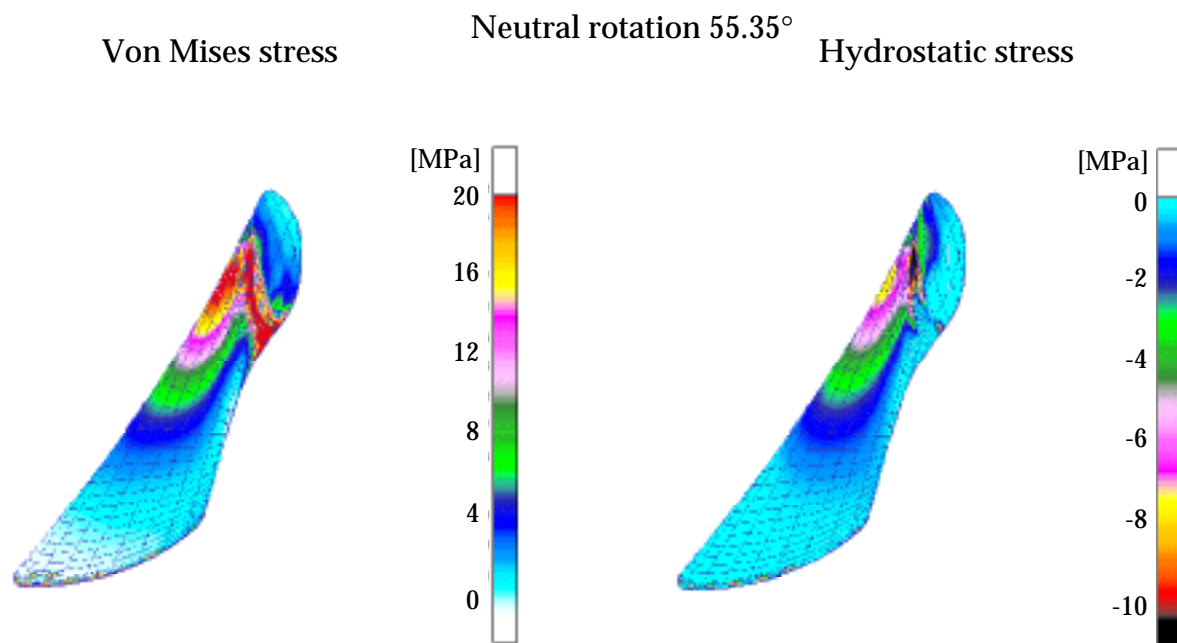 Neutral rotation 55.35°
Von Mises stress
Hydrostatic stress
[MPa]
20
16
12
8
4
0
[MPa]
0
-2
-4
-6
-8
-10